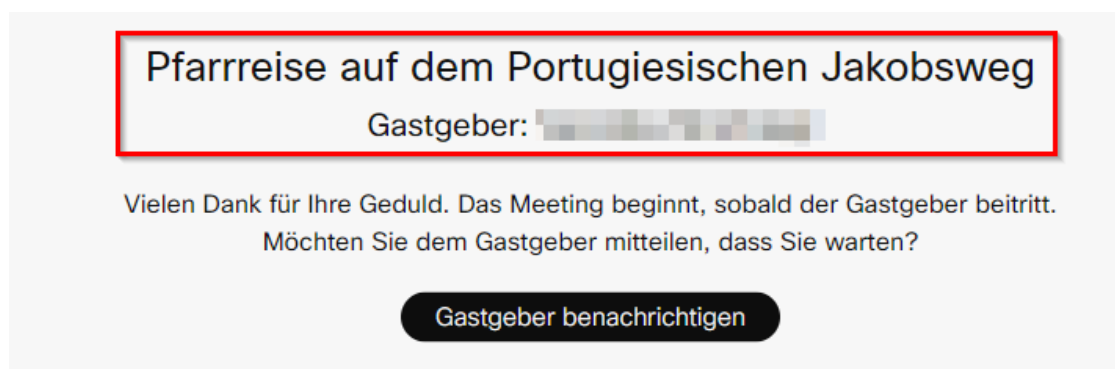 Pfarrreise auf dem Portugiesischen Jakobsweg
Gastgeber:
Vielen Dank für Ihre Geduld. Das Meeting beginnt, sobald der Gastgeber beitritt.
Möchten Sie dem Gastgeber mitteilen, dass Sie warten?
Gastgeber benachrichtigen